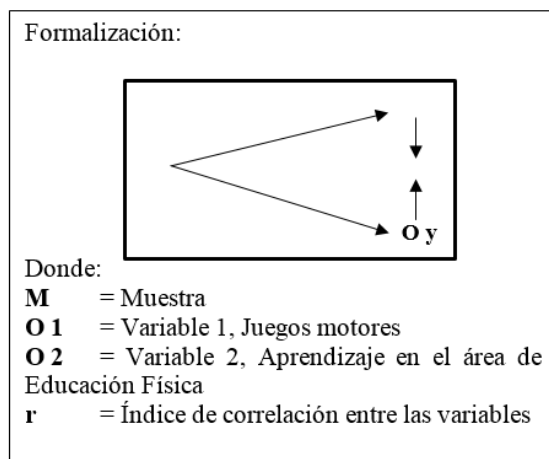 Formalización:
O y
Donde:
M = Muestra
O 1 = Variable 1, Juegos motores
O 2 = Variable 2, Aprendizaje en el área de
Educación Física
r = Índice de correlación entre las variables